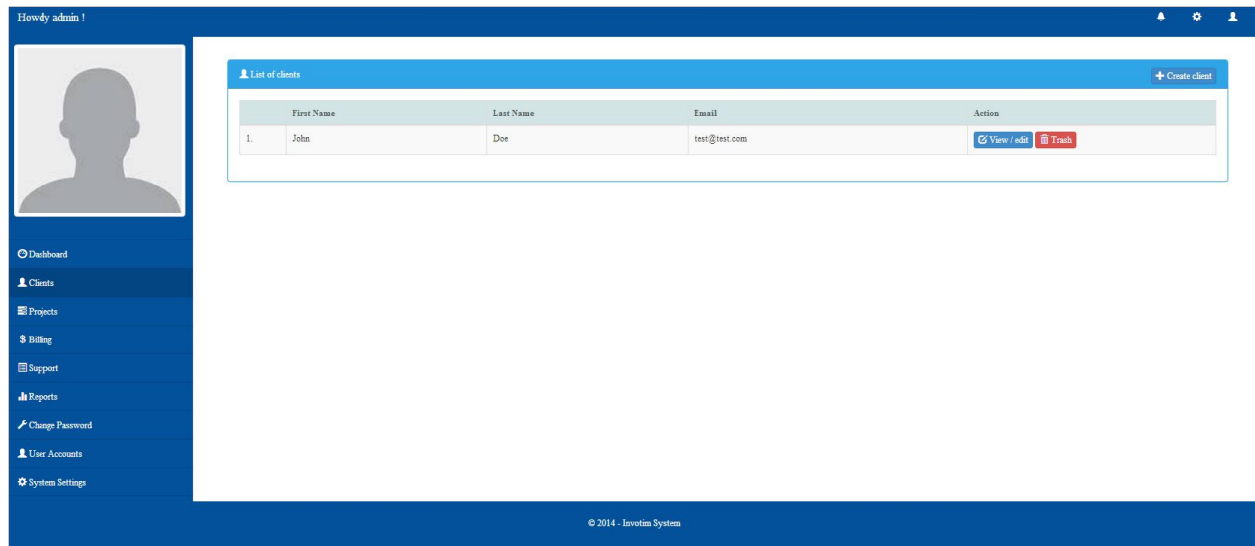 Howdy admin !
List of clients
Create client
First Name Last Name Email Action
1. John Doe test@test.com View / edit Trash
Dashboard
Clients
Projects
$ Billing
Support
Reports
Change Password
User Accounts
System Settings
© 2014 - Invotim System